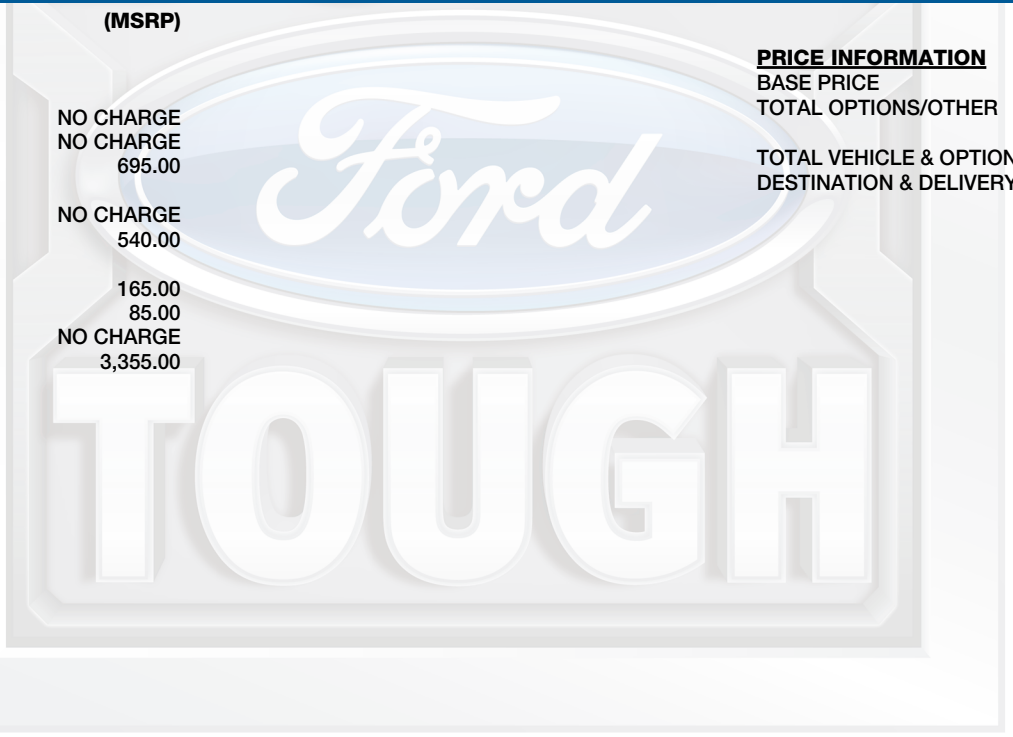 (MSRP)
NO CHARGE
NO CHARGE
695.00
NO CHARGE
540.00
165.00
85.00
NO CHARGE
3,355.00
PRICE INFORMATION
BASE PRICE
TOTAL OPTIONS/OTHER
TOTAL VEHICLE & OPTION
DESTINATION & DELIVERY
Ford
TOUGH